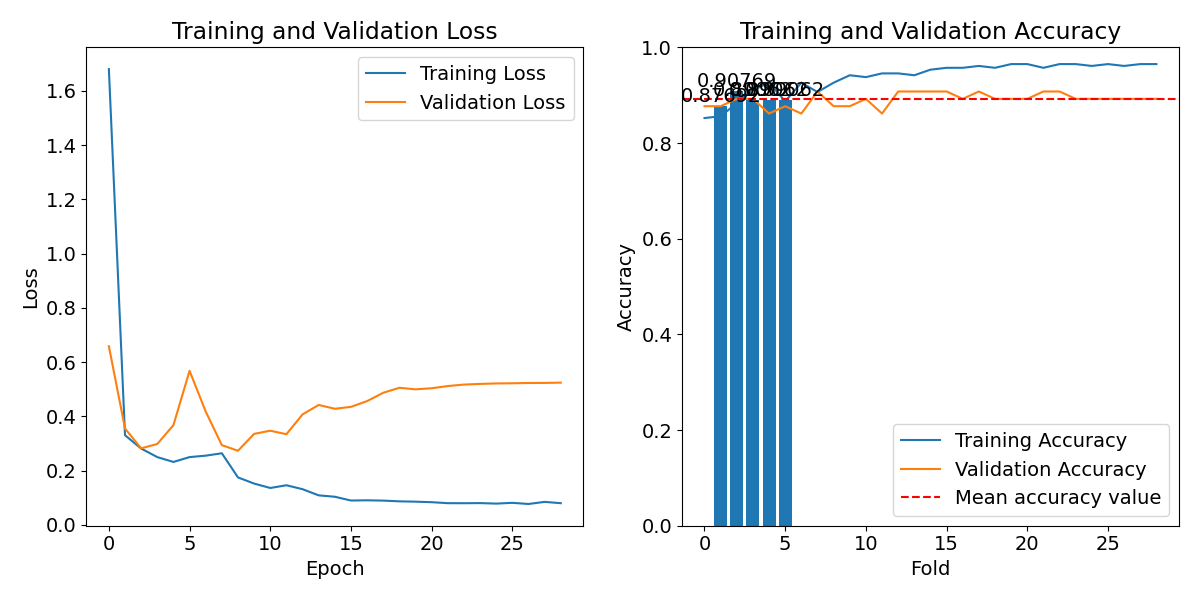 Training and Validation Loss
Training Loss
Validation Loss
1.6
1.4
1.2
1.0
0.8
0.6
0.4
0.2
0.0
Loss
0
5
10
15
20
25
Epoch
Training and Validation Accuracy
0.90769
1.0
0.8
0.6
0.4
0.2
0.0
Accuracy
Training Accuracy
Validation Accuracy
Mean accuracy value
0
5
10
15
20
25
Fold